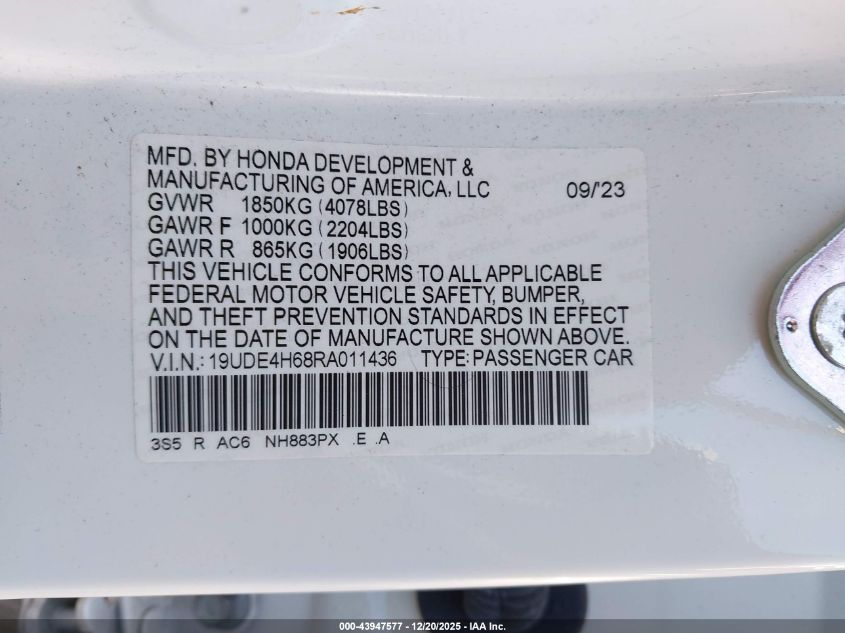 MFD. BY HONDA DEVELOPMENT &
MANUFACTURING OF AMERICA, LLC 09/'23
GVWR 1850KG (4078LBS)
GAWR F 1000KG (2204LBS)
GAWR R 865KG (1906LBS)
THIS VEHICLE CONFORMS TO ALL APPLICABLE
FEDERAL MOTOR VEHICLE SAFETY, BUMPER,
AND THEFT PREVENTION STANDARDS IN EFFECT
ON THE DATE OF MANUFACTURE SHOWN ABOVE.
V.I.N.: 19UDE4H68RA011436 TYPE: PASSENGER CAR
3S5 R AC6 NH883PX .E .A
000-43947577 - 12/20/2025 - IAA Inc.